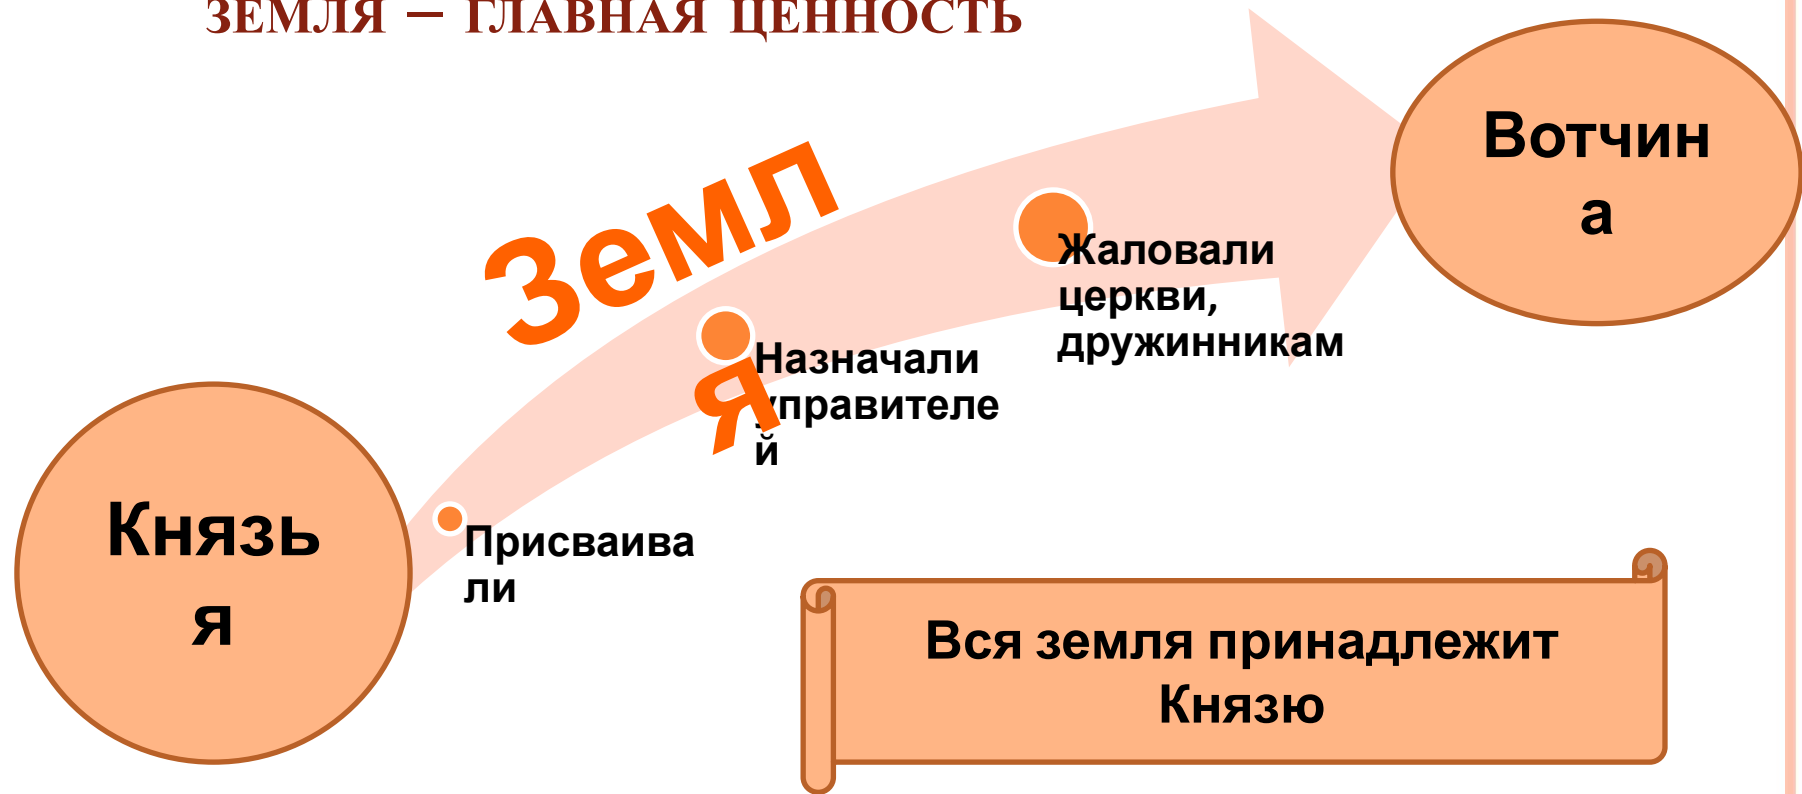 ЗЕМЛЯ – ГЛАВНАЯ ЦЕННОСТЬ
Земл
я
Вотчин
а
Жаловали
церкви,
дружинникам
Назначали
управителе
й
Присваива
ли
Князь
я
Вся земля принадлежит
Князю